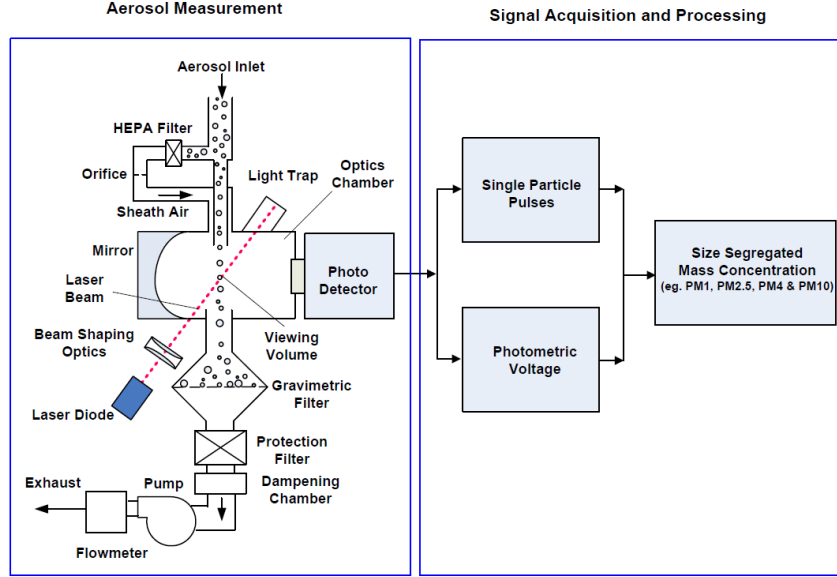 Aerosol Measurement
Signal Acquisition and Processing
Aerosol Inlet
HEPA Filter
Orifice
Sheath Air
Light Trap
Optics
Chamber
Mirror
Laser
Beam
Photo
Detector
Beam Shaping
Optics
Viewing
Volume
Laser Diode
Gravimetric
Filter
Protection
Filter
Dampening
Chamber
Exhaust
Pump
Flowmeter
Single Particle
Pulses
Photometric
Voltage
Size Segregated
Mass Concentration
(eg. PM1, PM2.5, PM4 & PM10)